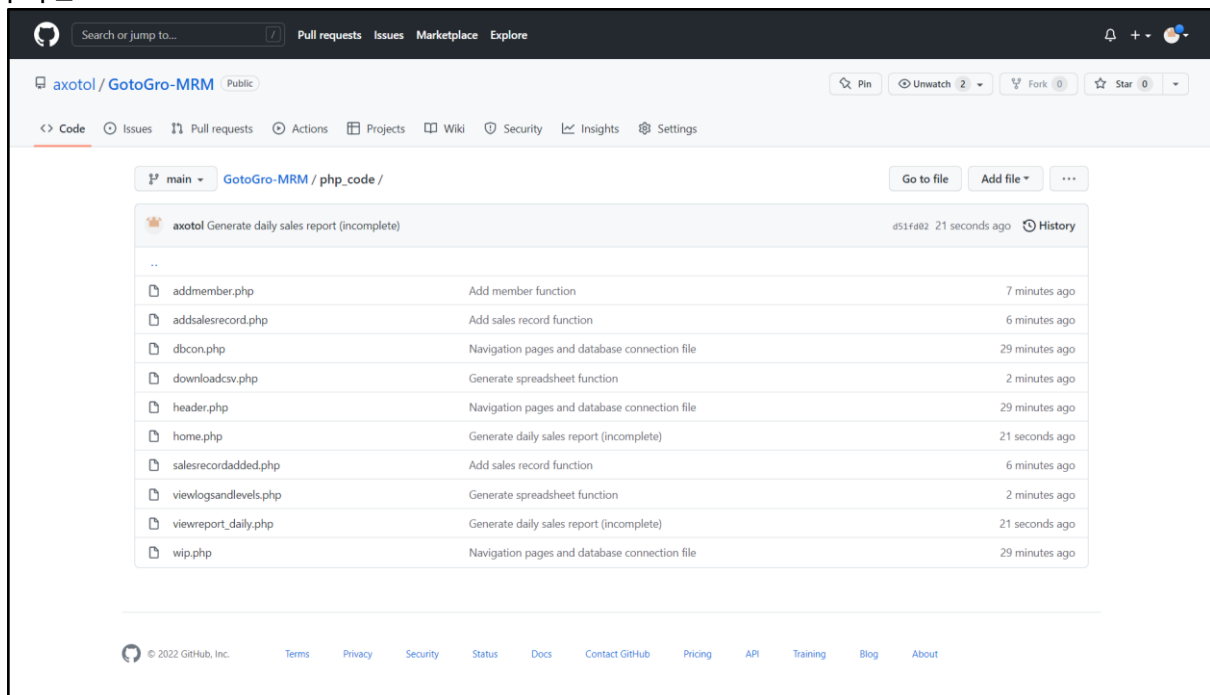 Search or jump to... / Pull requests Issues Marketplace Explore
axotol / GotoGro-MRM Public Pin Unwatch 2 Fork 0 Star 0
<> Code Issues Pull requests Actions Projects Wiki Security Insights Settings
main GotoGro-MRM / php_code / Go to file Add file ...
axotol Generate daily sales report (incomplete) d51fd02 21 seconds ago History
..
addmember.php Add member function 7 minutes ago
addsalesrecord.php Add sales record function 6 minutes ago
dbcon.php Navigation pages and database connection file 29 minutes ago
downloadcsv.php Generate spreadsheet function 2 minutes ago
header.php Navigation pages and database connection file 29 minutes ago
home.php Generate daily sales report (incomplete) 21 seconds ago
salesrecordadded.php Add sales record function 6 minutes ago
viewlogsandlevels.php Generate spreadsheet function 2 minutes ago
viewreport_daily.php Generate daily sales report (incomplete) 21 seconds ago
wip.php Navigation pages and database connection file 29 minutes ago
© 2022 GitHub, Inc. Terms Privacy Security Status Docs Contact GitHub Pricing API Training Blog About